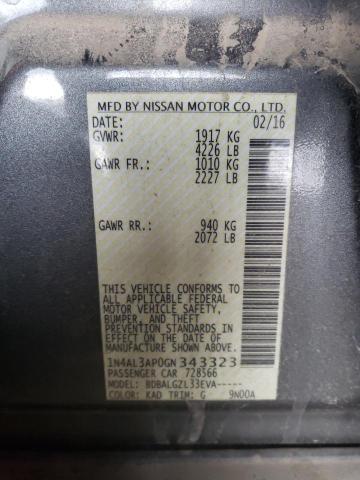 MFD BY NISSAN MOTOR CO., LTD.
DATE: 02/16
GVWR: 1917 KG
4226 LB
GAWR FR.: 1010 KG
2227 LB
GAWR RR.: 940 KG
2072 LB
THIS VEHICLE CONFORMS TO
ALL APPLICABLE FEDERAL
MOTOR VEHICLE SAFETY,
BUMPER, AND THEFT
PREVENTION STANDARDS
IN EFFECT ON THE DATE OF
MANUFACTURE SHOWN ABOVE.
1N4AL3AP0GN343323
PASSENGER CAR 728566
MODEL: BDBALGZL33EVA-----
COLOR: KAD TRIM: G 9N00A